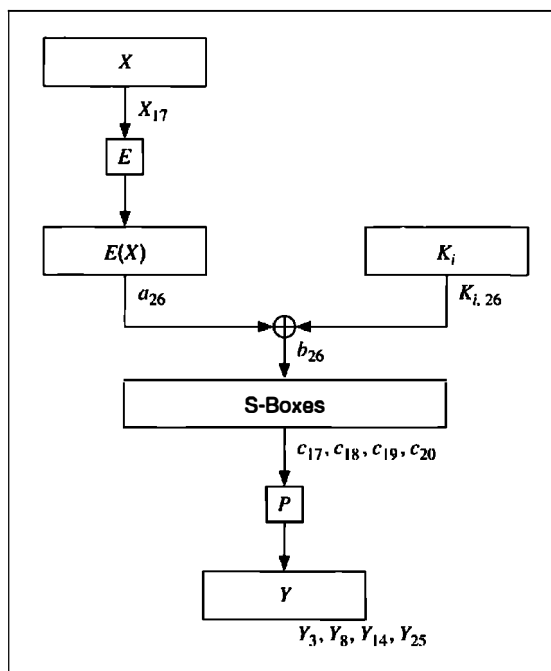 X
X17
E
E(X)
Ki
a26
Ki, 26
b26
S-Boxes
c17, c18, c19, c20
P
Y
Y3, Y8, Y14, Y25